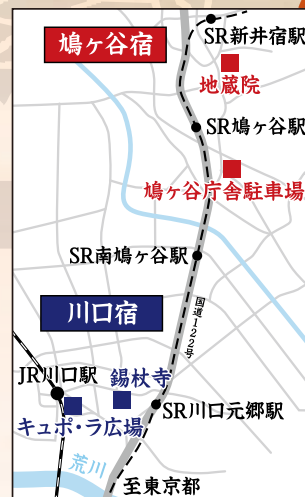 SR新井宿駅
鳩ヶ谷宿
地蔵院
SR鳩ヶ谷駅
鳩ヶ谷庁舎駐車場
SR南鳩ヶ谷駅
川口宿
国道122号
JR川口駅
錫杖寺
キュポ・ラ広場
SR川口元郷駅
荒川
至東京都